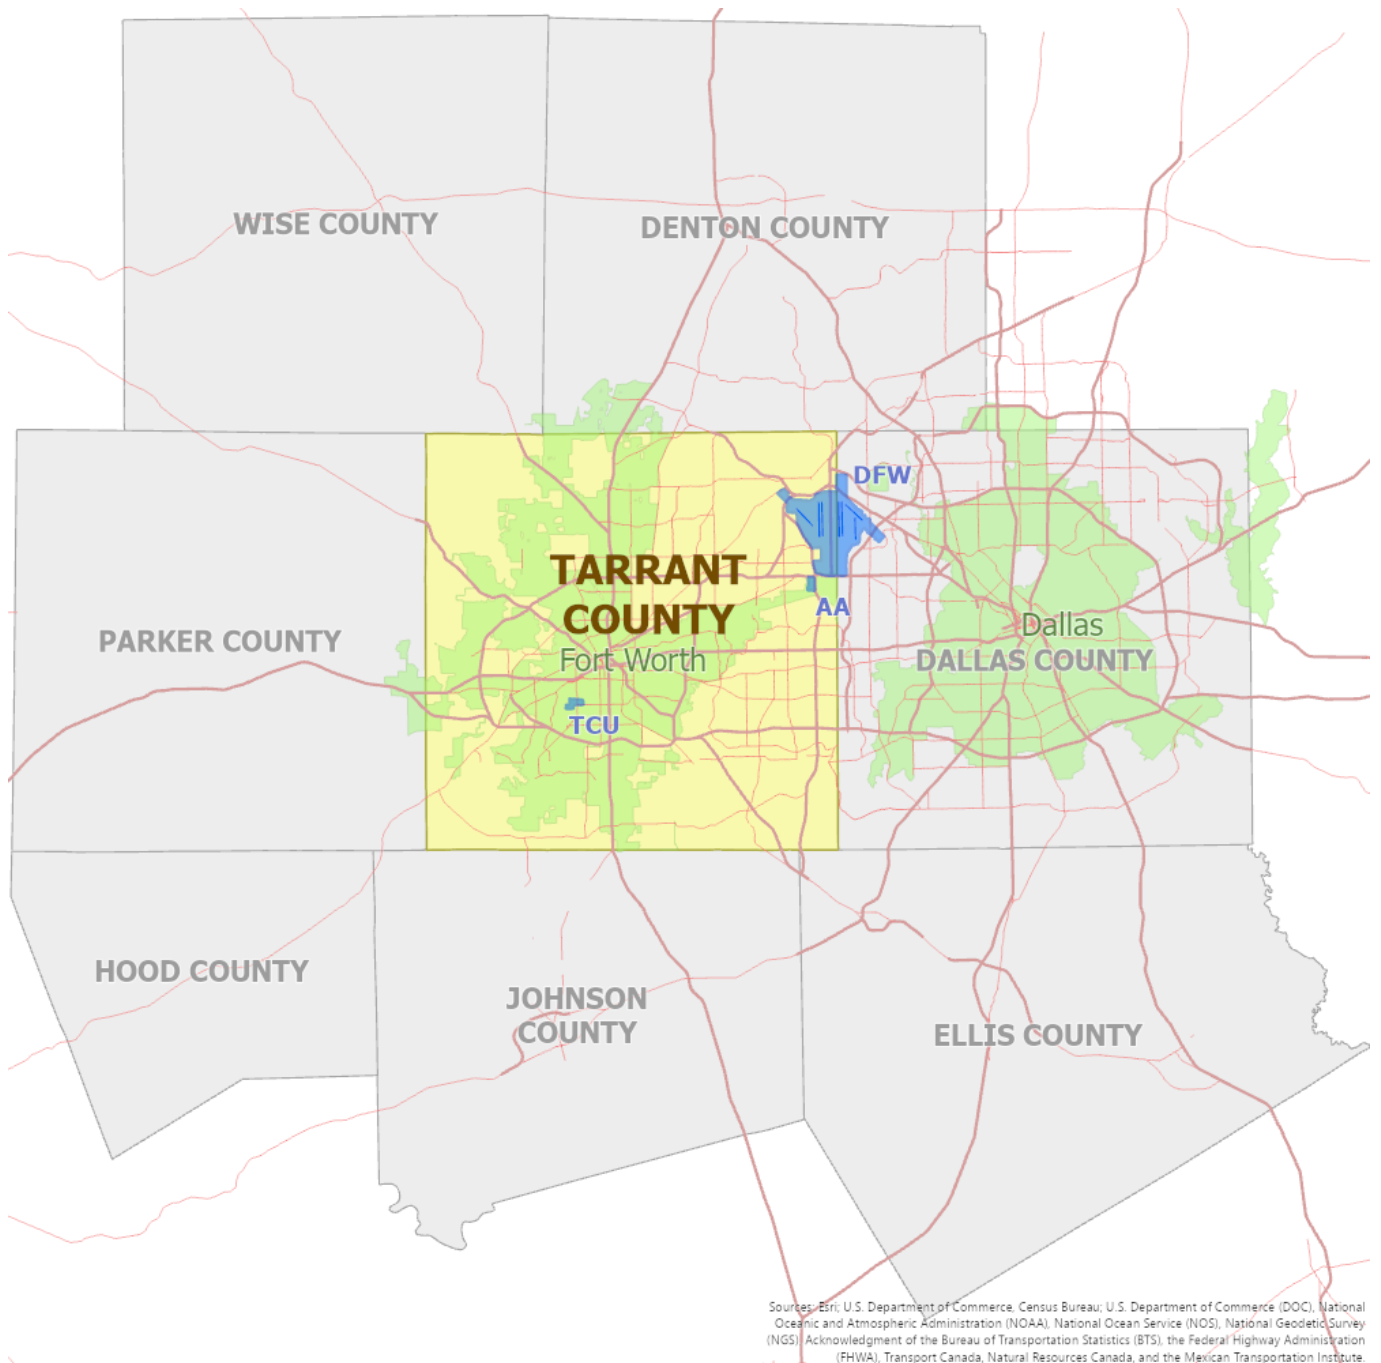 WISE COUNTY
DENTON COUNTY
DFW
TARRANT
COUNTY
AA
Fort Worth
TCU
PARKER COUNTY
Dallas
DALLAS COUNTY
HOOD COUNTY
JOHNSON
COUNTY
ELLIS COUNTY
Sources: Esri; U.S. Department of Commerce, Census Bureau; U.S. Department of Commerce (DOC), National
Oceanic and Atmospheric Administration (NOAA), National Ocean Service (NOS), National Geodetic Survey
(NGS); Acknowledgment of the Bureau of Transportation Statistics (BTS), the Federal Highway Administration
(FHWA), Transport Canada, Natural Resources Canada, and the Mexican Transportation Institute.